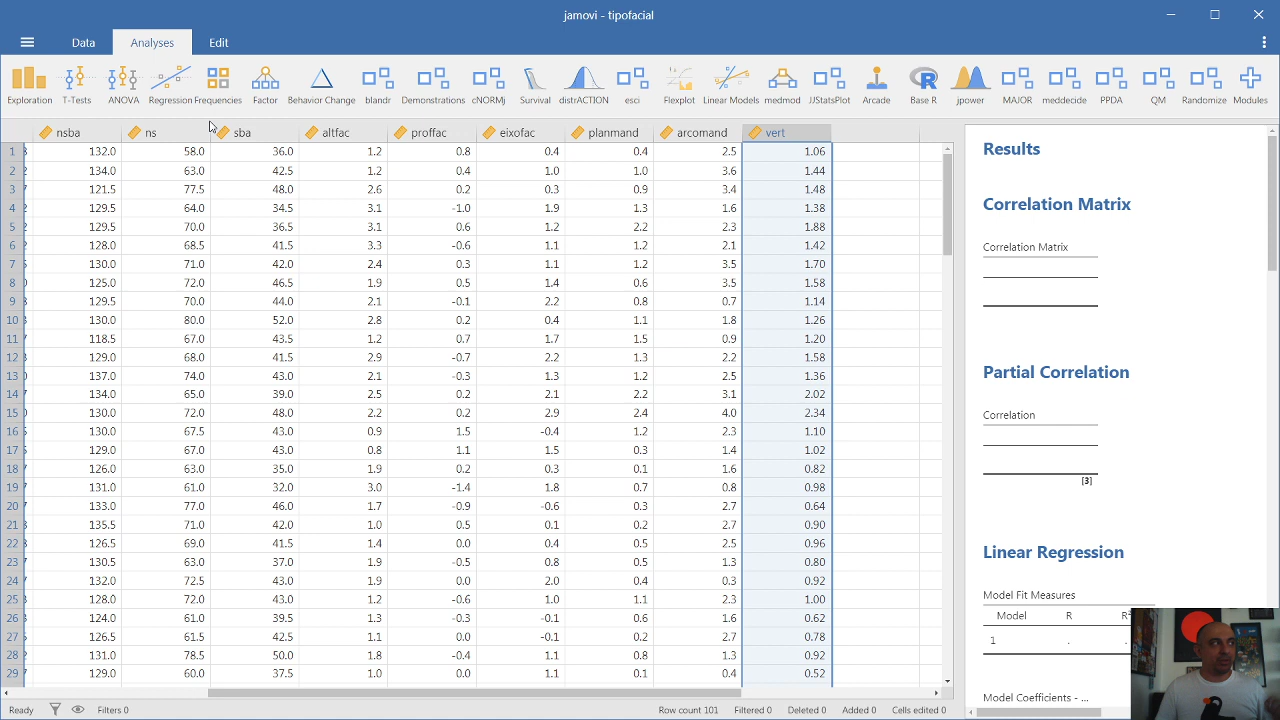 jamovi - tipofacial
Data Analyses Edit
Exploration T-Tests ANOVA Regression Frequencies Factor Behavior Change blandr Demonstrations cNORMj Survival distrACTION esci Flexplot Linear Models medmod JJStatsPlot Arcade Base R jpower MAJOR meddecide PPDA QM Randomize Modules
nsba ns sba altfac proffac eixofac planmand arcomand vert
1 132.0 58.0 36.0 1.2 0.8 0.4 0.4 2.5 1.06
2 134.0 63.0 42.5 1.2 0.4 1.0 1.0 3.6 1.44
3 121.5 77.5 48.0 2.6 0.2 0.3 0.9 3.4 1.48
4 129.5 64.0 34.5 3.1 -1.0 1.9 1.3 1.6 1.38
5 129.5 70.0 36.5 3.1 0.6 1.2 2.2 2.3 1.88
6 128.0 68.5 41.5 3.3 -0.6 1.1 1.2 2.1 1.42
7 130.0 71.0 42.0 2.4 0.3 1.1 1.2 3.5 1.70
8 125.0 72.0 46.5 1.9 0.5 1.4 0.6 3.5 1.58
9 129.5 70.0 44.0 2.1 -0.1 2.2 0.8 0.7 1.14
10 130.0 80.0 52.0 2.8 0.2 0.4 1.1 1.8 1.26
11 118.5 67.0 43.5 1.2 0.7 1.7 1.5 0.9 1.20
12 129.0 68.0 41.5 2.9 -0.7 2.2 1.3 2.2 1.58
13 137.0 74.0 43.0 2.1 -0.3 1.3 1.2 2.5 1.36
14 134.0 65.0 39.0 2.5 0.2 2.1 2.2 3.1 2.02
15 130.0 72.0 48.0 2.2 0.2 2.9 2.4 4.0 2.34
16 130.0 67.5 43.0 0.9 1.5 -0.4 1.2 2.3 1.10
17 129.0 67.0 43.0 0.8 1.1 1.5 0.3 1.4 1.02
18 126.0 63.0 35.0 1.9 0.2 0.3 0.1 1.6 0.82
19 131.0 61.0 32.0 3.0 -1.4 1.8 0.7 0.8 0.98
20 133.0 77.0 46.0 1.7 -0.9 -0.6 0.3 2.7 0.64
21 135.5 71.0 42.0 1.0 0.5 0.1 0.2 2.7 0.90
22 126.5 69.0 41.5 1.4 0.0 0.4 0.5 2.5 0.96
23 130.5 63.0 37.0 1.9 -0.5 0.8 0.5 1.3 0.80
24 132.0 72.5 43.0 1.9 0.0 2.0 0.4 0.3 0.92
25 128.0 72.0 43.0 1.2 -0.6 1.0 1.1 2.3 1.00
26 124.0 61.0 39.5 1.3 -0.3 -0.1 0.6 1.6 0.62
27 126.5 61.5 42.5 1.1 0.0 -0.1 0.2 2.7 0.78
28 131.0 78.5 50.0 1.8 -0.4 1.1 0.8 1.3 0.92
29 129.0 60.0 37.5 1.0 0.0 1.1 0.1 0.4 0.52
Ready Filters 0 Row count 101 Filtered 0 Deleted 0 Added 0 Cells edited 0
Results
Correlation Matrix
Correlation Matrix
Partial Correlation
Correlation
[3]
Linear Regression
Model Fit Measures
Model R R²
1 . .
Model Coefficients - ...